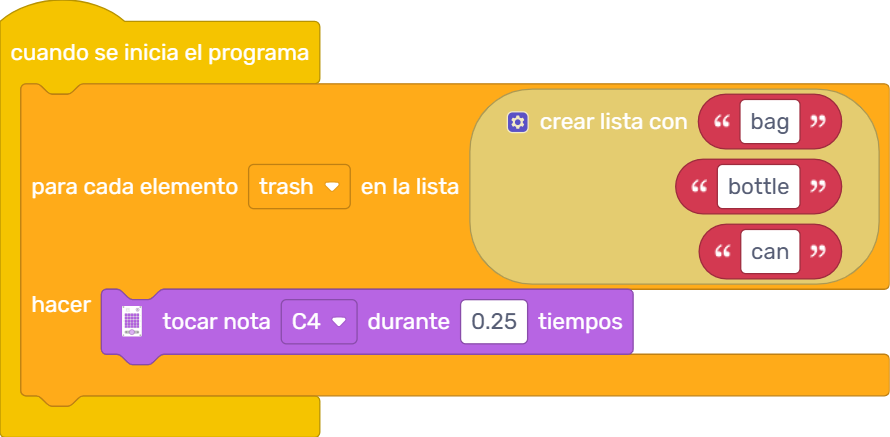 cuando se inicia el programa
crear lista con “ bag ”
para cada elemento trash en la lista “ bottle ”
“ can ”
hacer
tocar nota C4 durante 0.25 tiempos